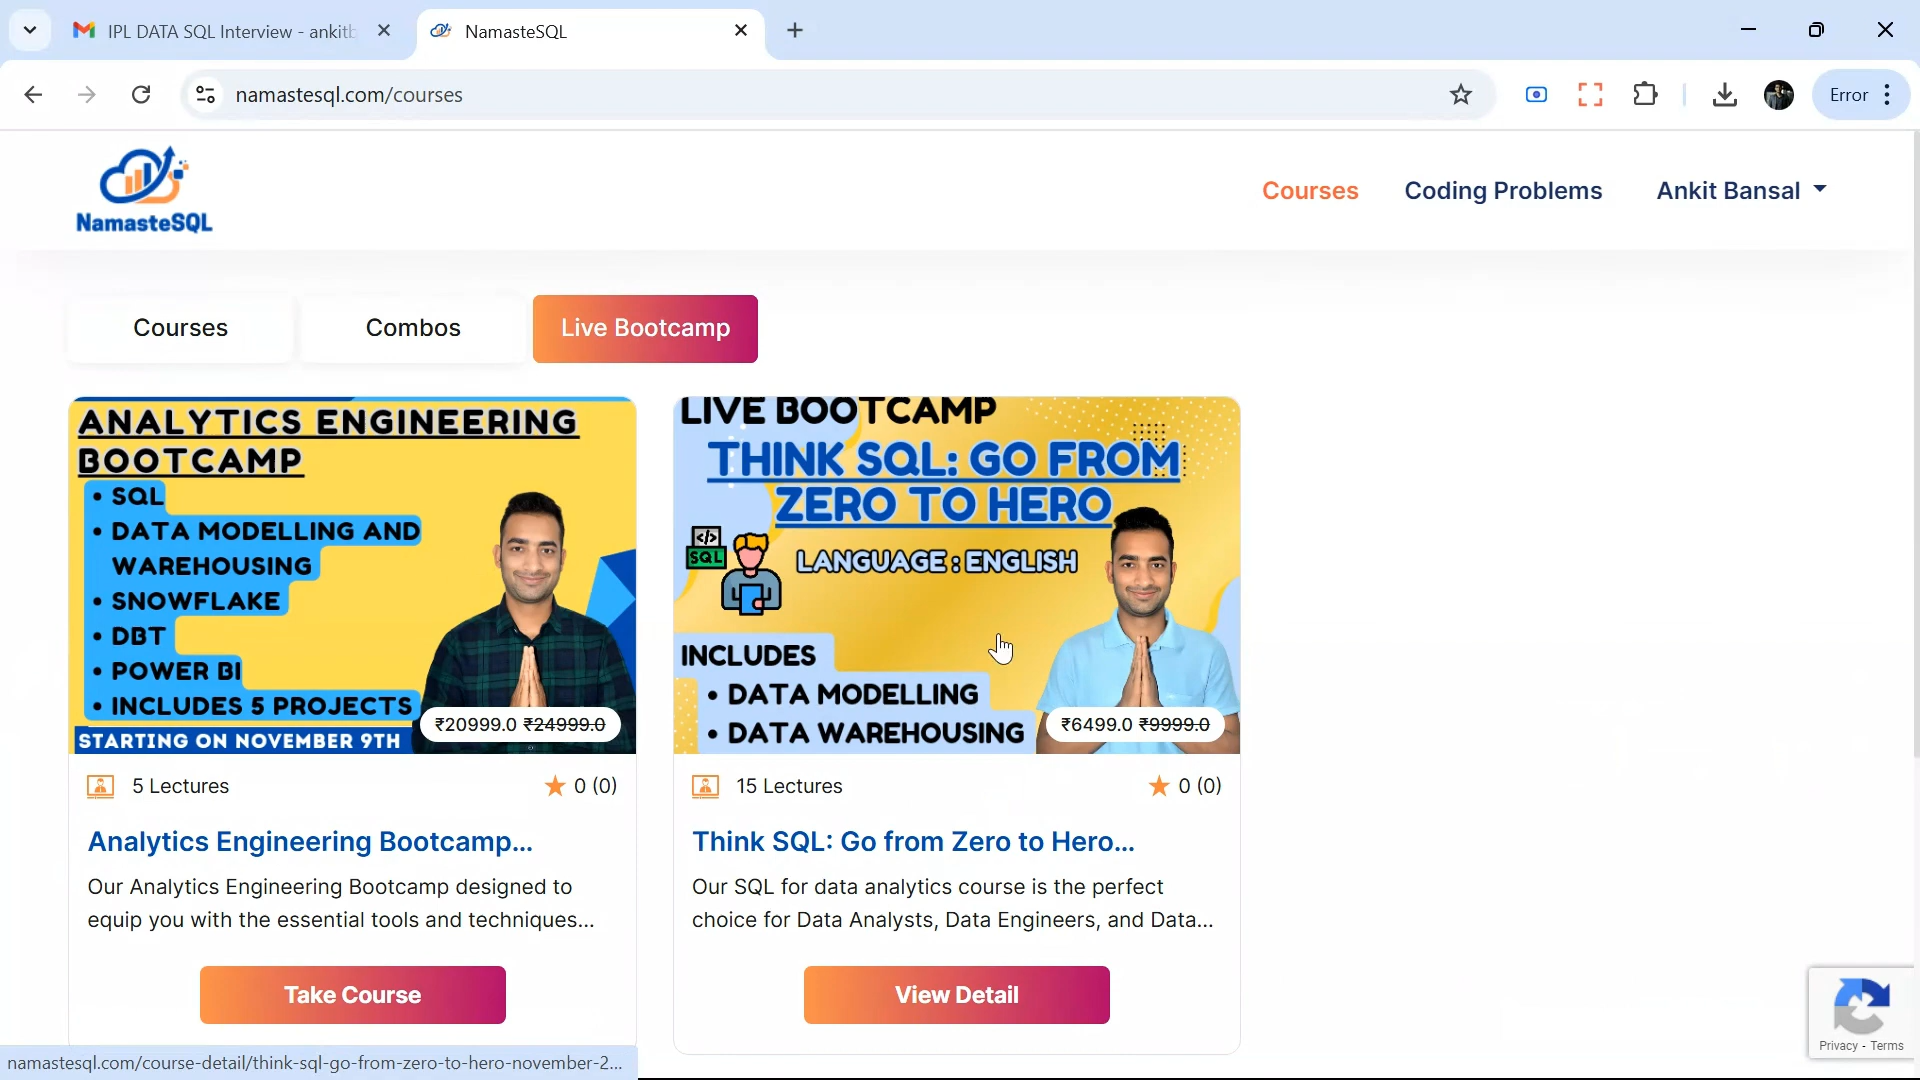 IPL DATA SQL Interview - ankitb
NamasteSQL
namastesql.com/courses
Error
NamasteSQL
Courses
Coding Problems
Ankit Bansal
Courses
Combos
Live Bootcamp
ANALYTICS ENGINEERING
BOOTCAMP
• SQL
• DATA MODELLING AND
WAREHOUSING
• SNOWFLAKE
• DBT
• POWER BI
• INCLUDES 5 PROJECTS
STARTING ON NOVEMBER 9TH
₹20999.0 ₹24999.0
5 Lectures
0 (0)
Analytics Engineering Bootcamp...
Our Analytics Engineering Bootcamp designed to
equip you with the essential tools and techniques...
Take Course
LIVE BOOTCAMP
THINK SQL: GO FROM
ZERO TO HERO
</>
SQL
LANGUAGE : ENGLISH
INCLUDES
• DATA MODELLING
• DATA WAREHOUSING
₹6499.0 ₹9999.0
15 Lectures
0 (0)
Think SQL: Go from Zero to Hero...
Our SQL for data analytics course is the perfect
choice for Data Analysts, Data Engineers, and Data...
View Detail
Privacy - Terms
namastesql.com/course-detail/think-sql-go-from-zero-to-hero-november-2...